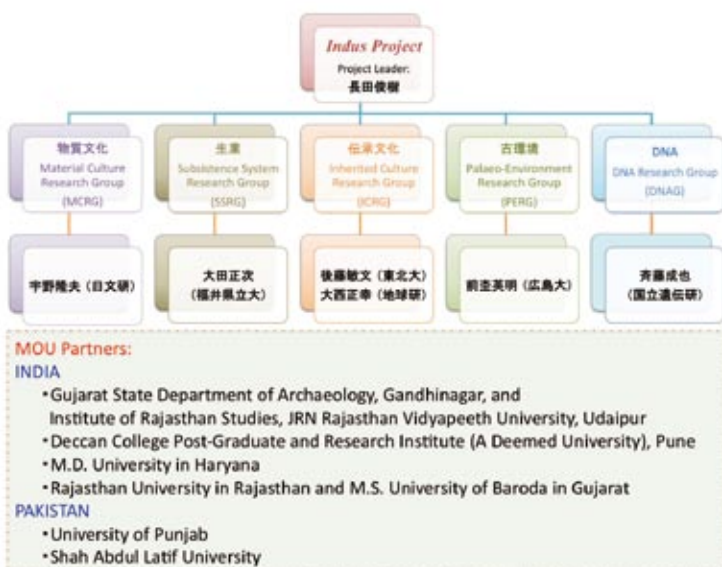 Indus Project
Project Leader:
長田俊樹
物質文化
Material Culture
Research Group
(MCRG)
生業
Subsistence System
Research Group
(SSRG)
伝承文化
Inherited Culture
Research Group
(ICRG)
古環境
Palaeo-Environment
Research Group
(PERG)
DNA
DNA Research Group
(DNAG)
宇野隆夫（日文研）
大田正次
（福井県立大）
後藤敏文（東北大）
大西正幸（地球研）
前杢英明（広島大）
斉藤成也
（国立遺伝研）
MOU Partners:
INDIA
・Gujarat State Department of Archaeology, Gandhinagar, and
Institute of Rajasthan Studies, JRN Rajasthan Vidyapeeth University, Udaipur
・Deccan College Post-Graduate and Research Institute (A Deemed University), Pune
・M.D. University in Haryana
・Rajasthan University in Rajasthan and M.S. University of Baroda in Gujarat
PAKISTAN
・University of Punjab
・Shah Abdul Latif University